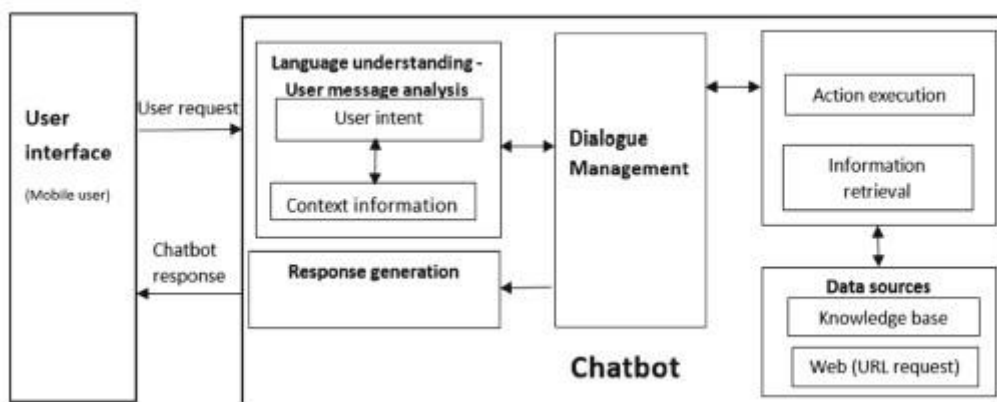 User
interface
(Mobile user)
User request
Chatbot
response
Language understanding -
User message analysis
User intent
Context information
Response generation
Dialogue
Management
Action execution
Information
retrieval
Data sources
Knowledge base
Web (URL request)
Chatbot